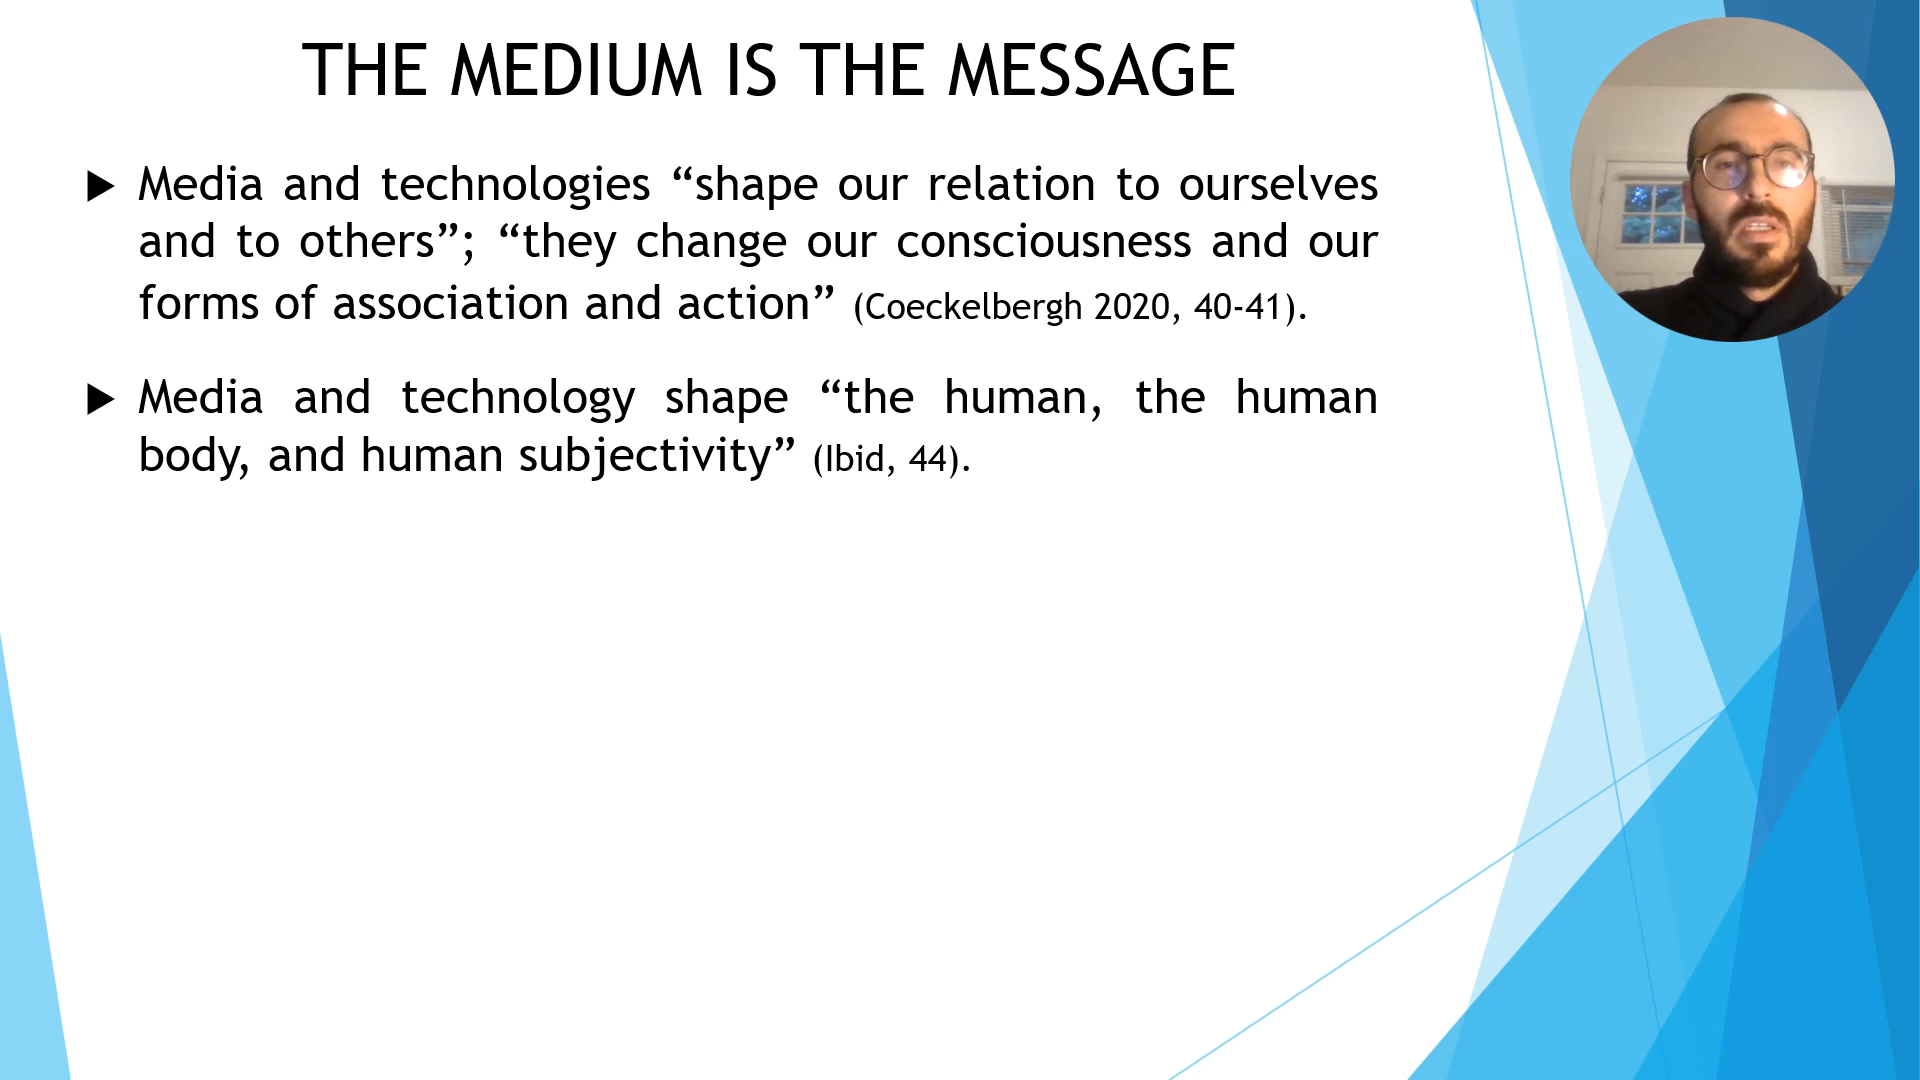 THE MEDIUM IS THE MESSAGE
Media and technologies “shape our relation to ourselves
and to others”; “they change our consciousness and our
forms of association and action” (Coeckelbergh 2020, 40-41).
Media and technology shape “the human, the human
body, and human subjectivity” (Ibid, 44).